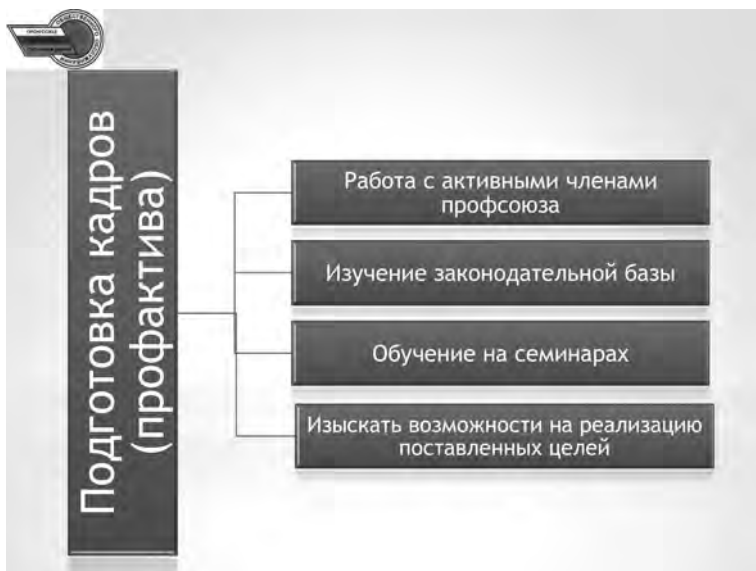 ПРОФСОЮЗ
Подготовка кадров
(профактива)
Работа с активными членами
профсоюза
Изучение законодательной базы
Обучение на семинарах
Изыскать возможности на реализацию
поставленных целей